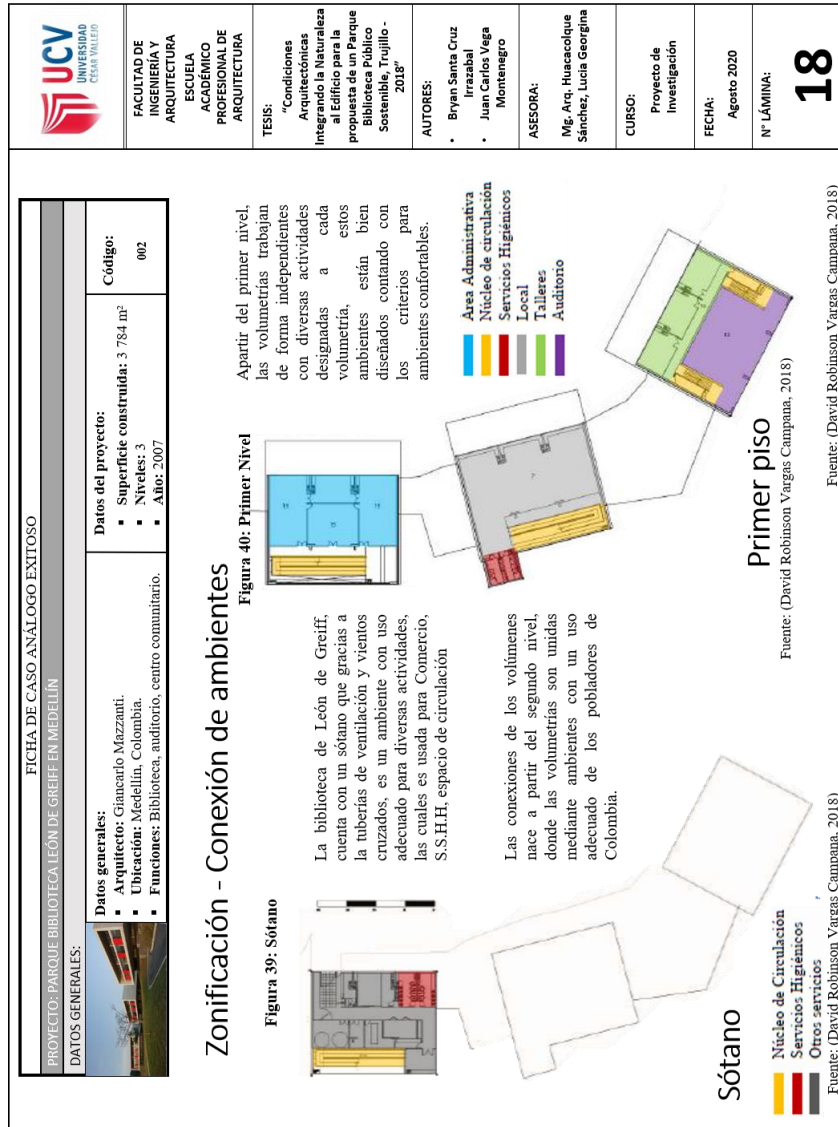 FICHA DE CASO ANÁLOGO EXITOSO
PROYECTO: PARQUE BIBLIOTECA LEÓN DE GREIFF EN MEDELLÍN
DATOS GENERALES:
Datos generales:
▪ Arquitecto: Giancarlo Mazzanti.
▪ Ubicación: Medellín, Colombia.
▪ Funciones: Biblioteca, auditorio, centro comunitario.
Datos del proyecto:
▪ Superficie construida: 3 784 m²
▪ Niveles: 3
▪ Año: 2007
Código:
002
Zonificación - Conexión de ambientes
Figura 39: Sótano
La biblioteca de León de Greiff,
cuenta con un sótano que gracias a
la tuberías de ventilación y vientos
cruzados, es un ambiente con uso
adecuado para diversas actividades,
las cuales es usada para Comercio,
S.S.H.H, espacio de circulación
Las conexiones de los volúmenes
nace a partir del segundo nivel,
donde las volumetrías son unidas
mediante ambientes con un uso
adecuado de los pobladores de
Colombia.
Sótano
Núcleo de Circulación
Servicios Higiénicos
Otros servicios
Fuente: (David Robinson Vargas Campana, 2018)
Figura 40: Primer Nivel
Apartir del primer nivel,
las volumetrías trabajan
de forma independientes
con diversas actividades
designadas a cada
volumetría, estos
ambientes están bien
diseñados contando con
los criterios para
ambientes confortables.
Área Administrativa
Núcleo de circulación
Servicios Higiénicos
Local
Talleres
Auditorio
Primer piso
Fuente: (David Robinson Vargas Campana, 2018)
Fuente: (David Robinson Vargas Campana, 2018)
UCV
UNIVERSIDAD
CÉSAR VALLEJO
FACULTAD DE
INGENIERÍA Y
ARQUITECTURA
ESCUELA
ACADÉMICO
PROFESIONAL DE
ARQUITECTURA
TESIS:
"Condiciones
Arquitectónicas
Integrando la Naturaleza
al Edificio para la
propuesta de un Parque
Biblioteca Público
Sostenible, Trujillo -
2018"
AUTORES:
• Bryan Santa Cruz
Irrazabal
• Juan Carlos Vega
Montenegro
ASESORA:
Mg. Arq. Huacacolque
Sánchez, Lucia Georgina
CURSO:
Proyecto de
Investigación
FECHA:
Agosto 2020
N° LÁMINA:
18